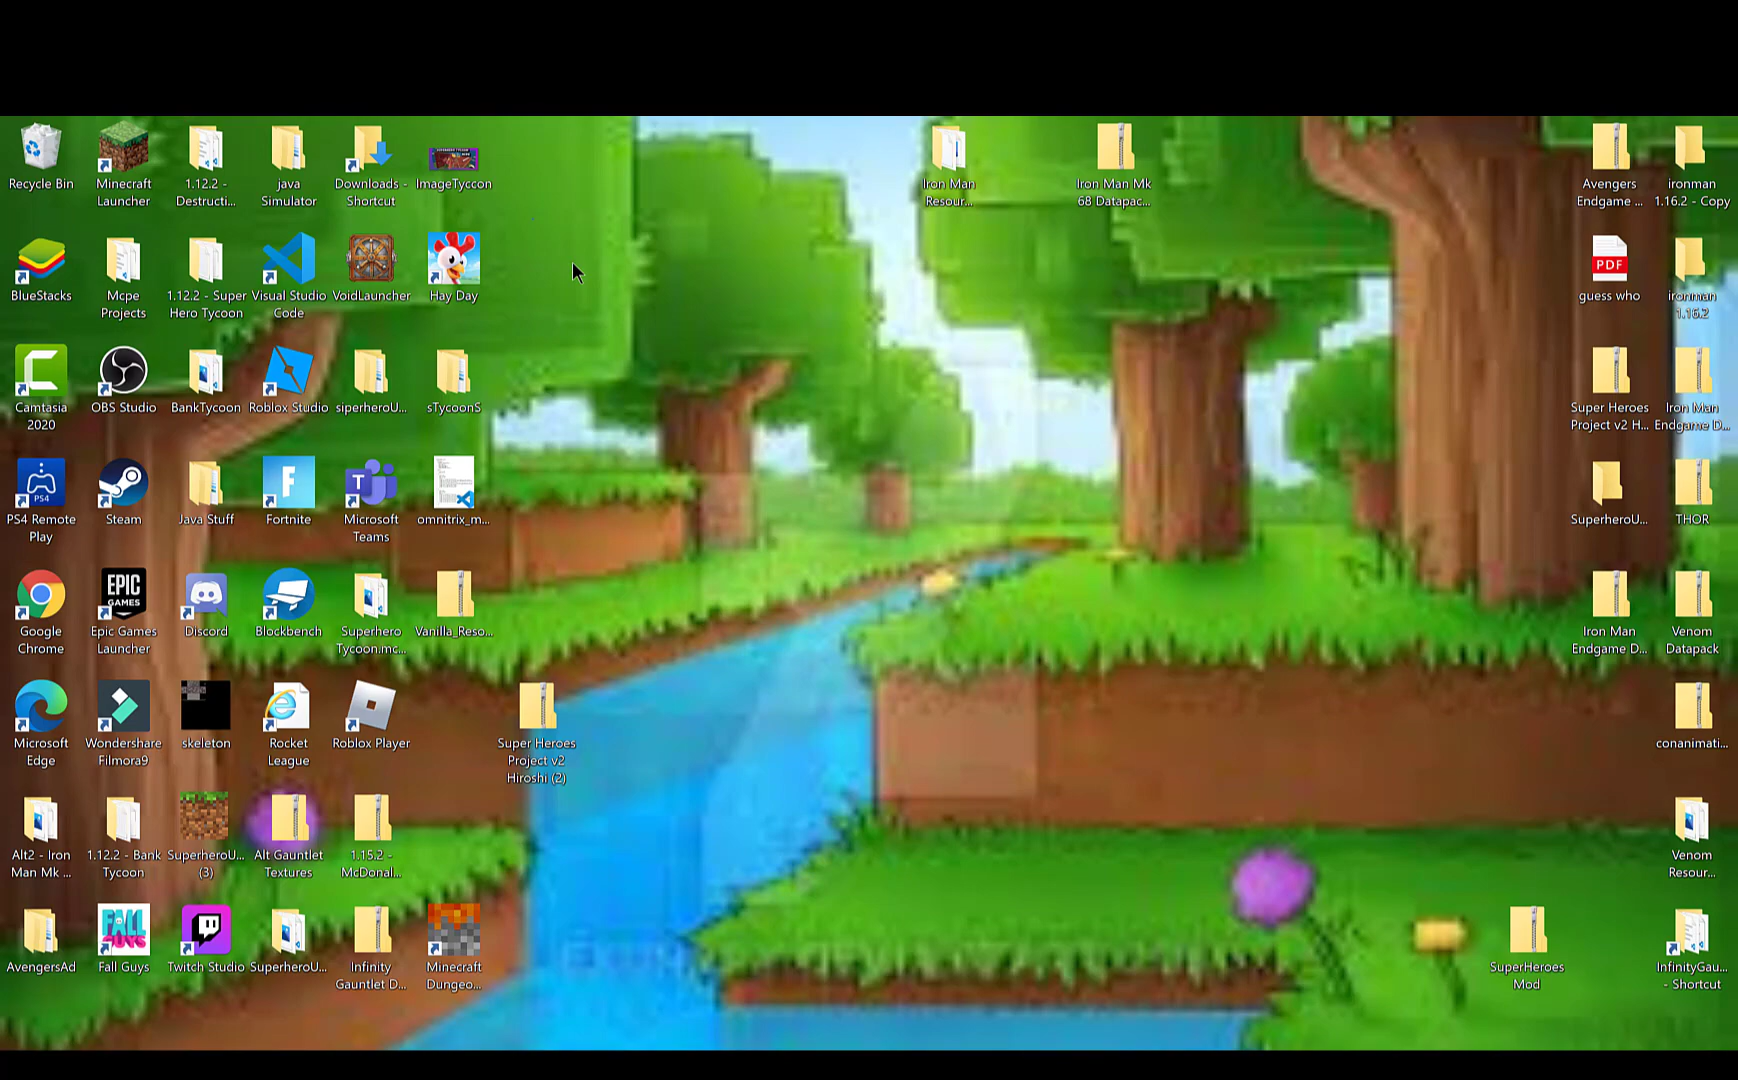 Recycle Bin
Minecraft
Launcher
1.12.2 -
Destructi...
java
Simulator
Downloads -
Shortcut
ImageTycoon
Iron Man
Resour...
Iron Man Mk
68 Datapac...
Avengers
Endgame ...
ironman
1.16.2 - Copy
BlueStacks
Mcpe
Projects
1.12.2 - Super
Hero Tycoon
Visual Studio
Code
VoidLauncher
Hay Day
PDF
guess who
ironman
1.16.2
Camtasia
2020
OBS Studio
BankTycoon
Roblox Studio
siperheroU...
sTycoonS
Super Heroes
Project v2 H...
Iron Man
Endgame D...
PS4
PS4 Remote
Play
Steam
Java Stuff
F
Fortnite
T
Microsoft
Teams
omnitrix_m...
SuperheroU...
THOR
Google
Chrome
EPIC
GAMES
Epic Games
Launcher
Discord
Blockbench
Superhero
Tycoon.mc...
Vanilla_Reso...
Iron Man
Endgame D...
Venom
Datapack
Microsoft
Edge
Wondershare
Filmora9
skeleton
Rocket
League
Roblox Player
Super Heroes
Project v2
Hiroshi (2)
conanimati...
Alt2 - Iron
Man Mk ...
1.12.2 - Bank
Tycoon
SuperheroU...
(3)
Alt Gauntlet
Textures
1.15.2 -
McDonal...
Venom
Resour...
AvengersAd
FALL
GUYS
Fall Guys
Twitch Studio
SuperheroU...
Infinity
Gauntlet D...
Minecraft
Dungeo...
SuperHeroes
Mod
InfinityGau...
- Shortcut